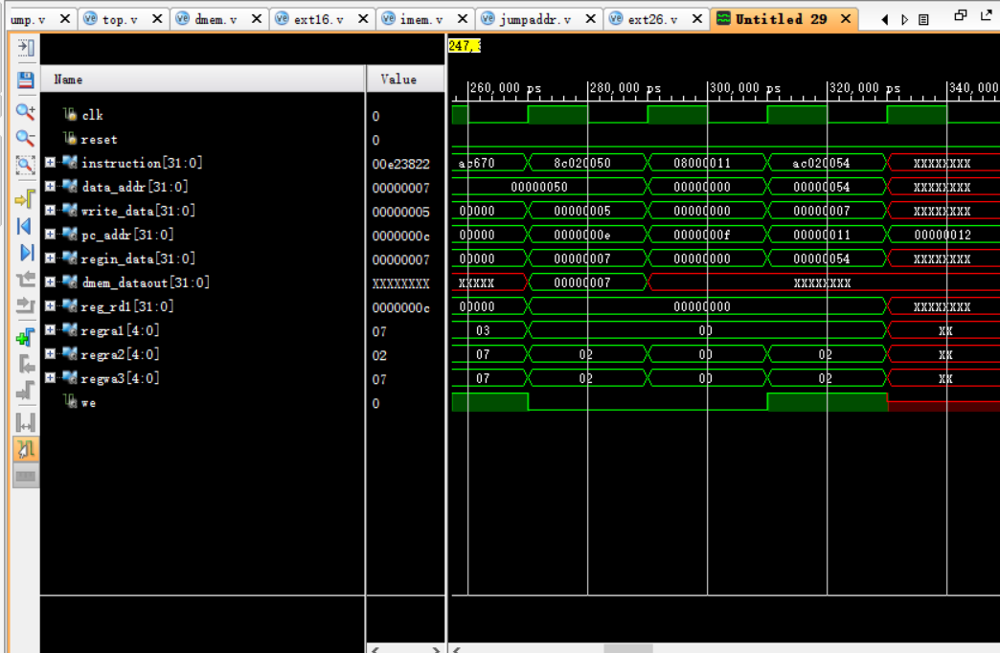 ump.v top.v dmem.v ext16.v imem.v jumpaddr.v ext26.v Untitled 29
247,
Name Value
260,000 ps 280,000 ps 300,000 ps 320,000 ps 340,000
clk 0
reset 0
instruction[31:0] 00e23822 ac670 8c020050 08000011 ac020054 XXXXXXXX
data_addr[31:0] 00000007 00000050 00000000 00000054 XXXXXXXX
write_data[31:0] 00000005 00000 00000005 00000000 00000007 XXXXXXXX
pc_addr[31:0] 0000000c 00000 0000000e 0000000f 00000011 00000012
regin_data[31:0] 00000007 00000 00000007 00000000 00000054 XXXXXXXX
dmem_dataout[31:0] XXXXXXXX XXXXX 00000007 XXXXXXXX
reg_rd1[31:0] 0000000c 00000 00000000 XXXXXXXX
regra1[4:0] 07 03 00 XX
regra2[4:0] 02 07 02 00 02 XX
regwa3[4:0] 07 07 02 00 02 XX
we 0